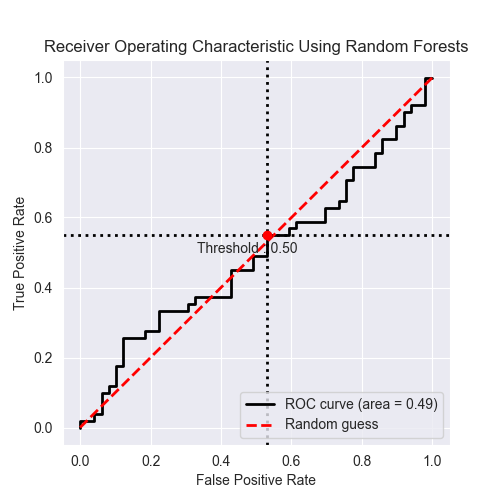 Receiver Operating Characteristic Using Random Forests
1.0
0.8
0.6
0.4
0.2
0.0
True Positive Rate
Threshold: 0.50
ROC curve (area = 0.49)
Random guess
0.0 0.2 0.4 0.6 0.8 1.0
False Positive Rate